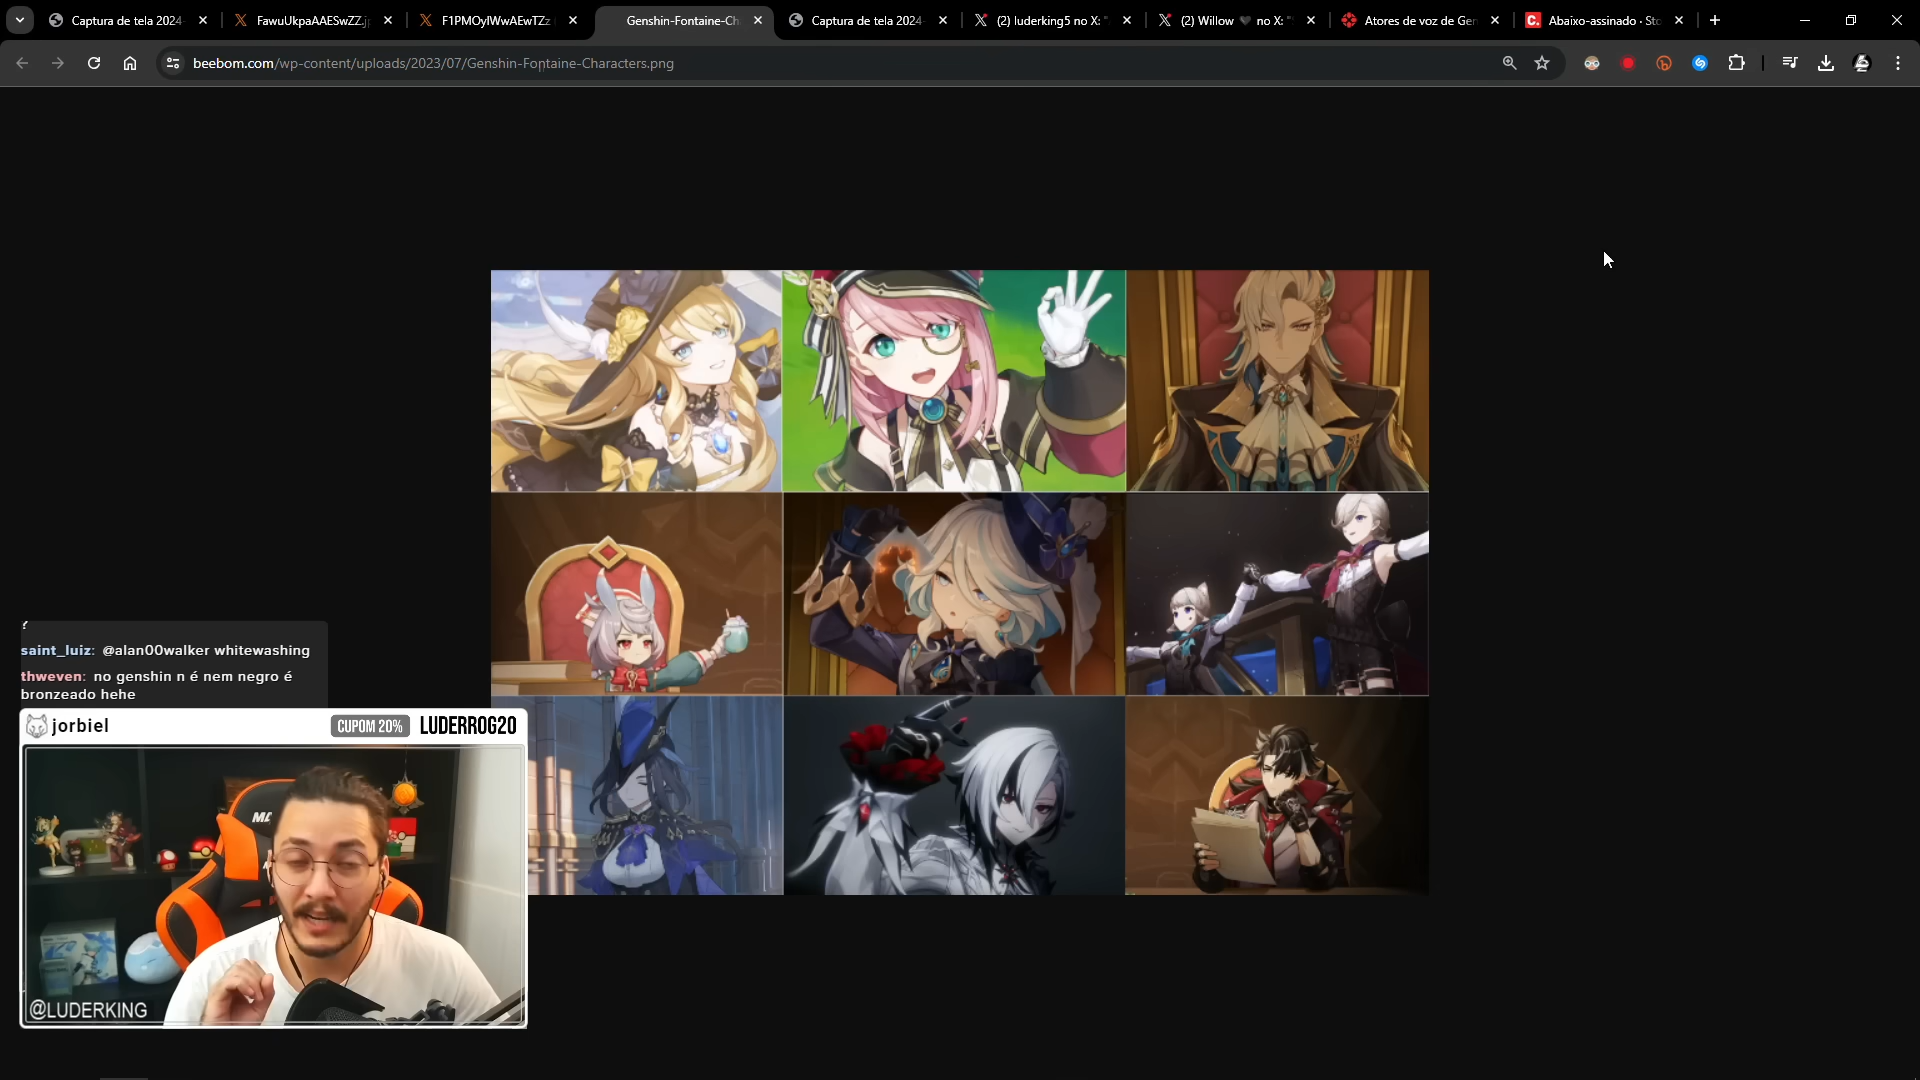 Captura de tela 2024
FawuUkpaAAESwZZ.j
F1PMOyIWwAEwTZz
Genshin-Fontaine-Ch
Captura de tela 2024
(2) luderking5 no X: "
(2) Willow 🖤 no X: "
Atores de voz de Gen
Abaixo-assinado · Sto
beebom.com/wp-content/uploads/2023/07/Genshin-Fontaine-Characters.png
?
saint_luiz: @alan00walker whitewashing
thweven: no genshin n é nem negro é
bronzeado hehe
jorbiel
CUPOM 20%
LUDERROG20
@LUDERKING